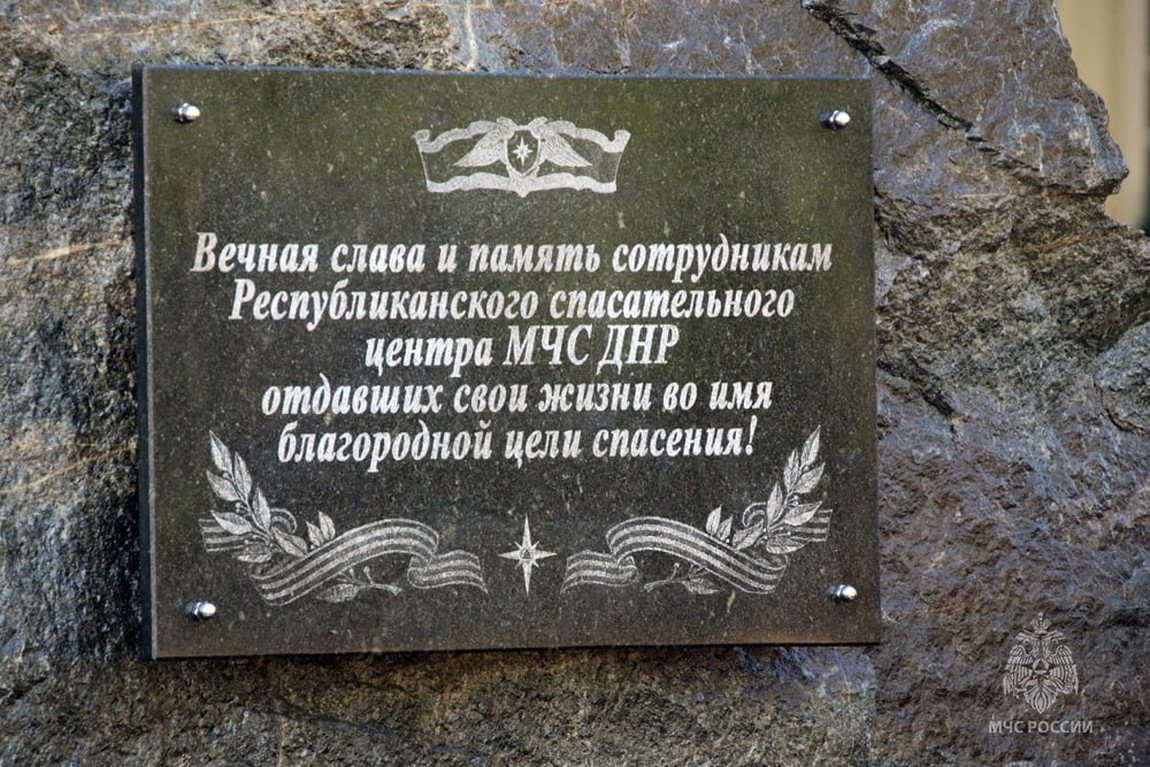 Вечная слава и память сотрудникам
Республиканского спасательного
центра МЧС ДНР
отдавших свои жизни во имя
благородной цели спасения!
МЧС РОССИИ